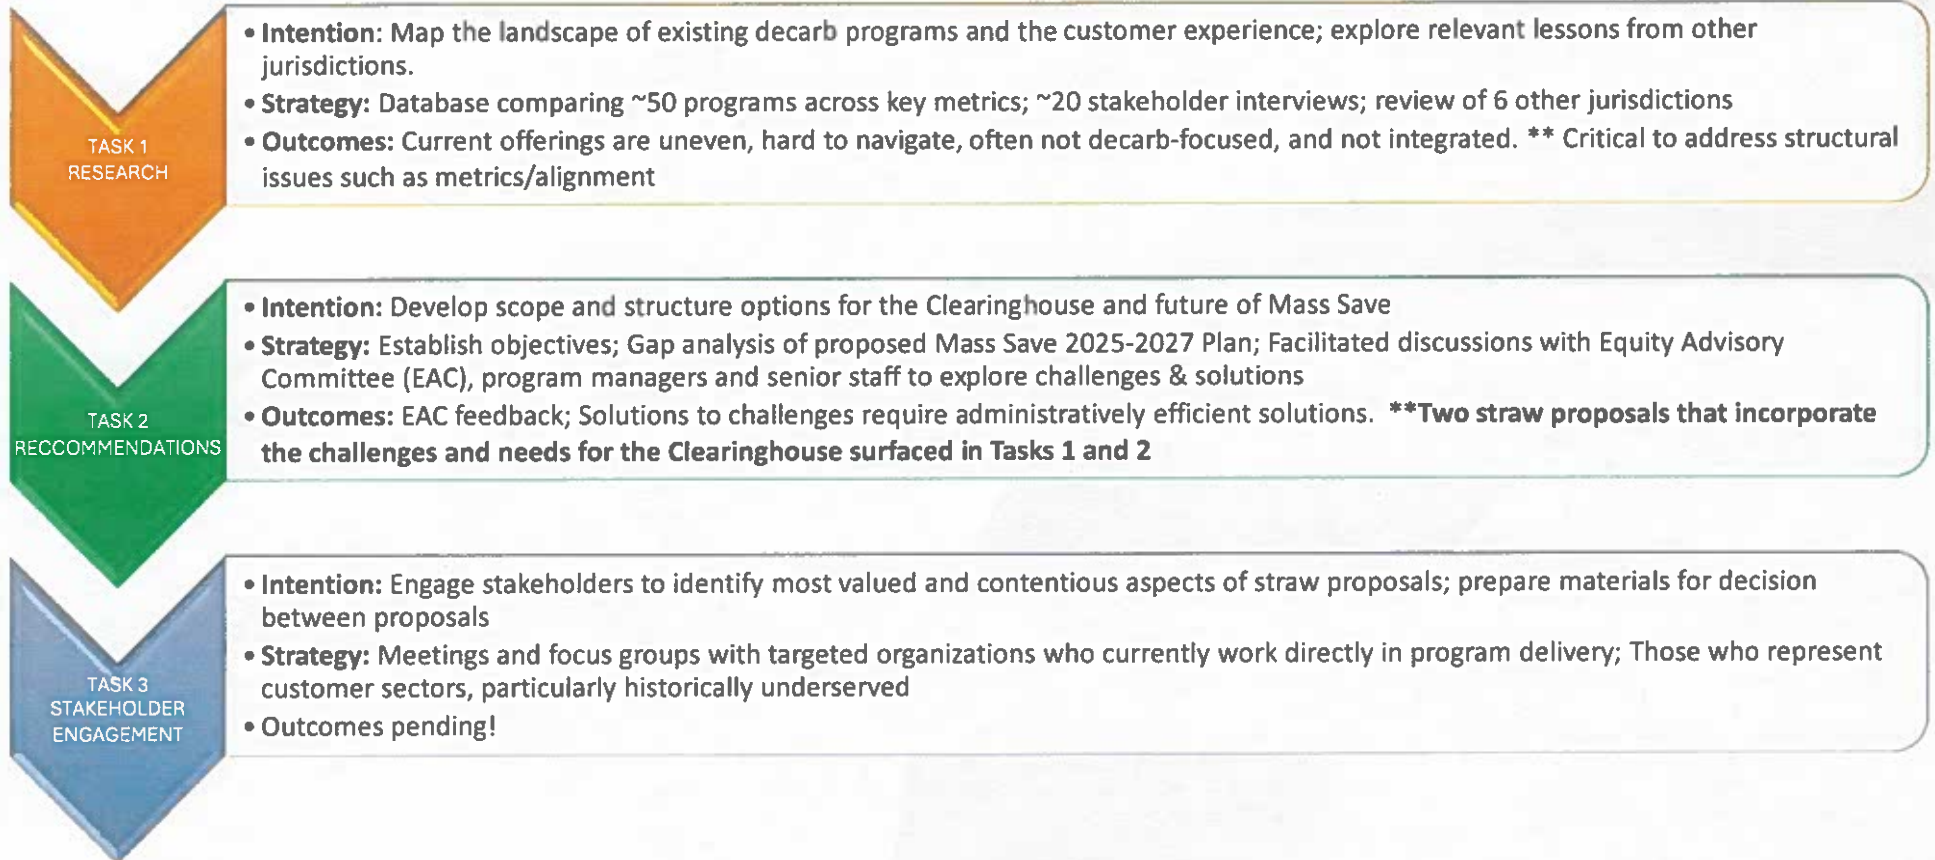 TASK 1
RESEARCH
• Intention: Map the landscape of existing decarb programs and the customer experience; explore relevant lessons from other
jurisdictions.
• Strategy: Database comparing ~50 programs across key metrics; ~20 stakeholder interviews; review of 6 other jurisdictions
• Outcomes: Current offerings are uneven, hard to navigate, often not decarb-focused, and not integrated. ** Critical to address structural
issues such as metrics/alignment
TASK 2
RECCOMMENDATIONS
• Intention: Develop scope and structure options for the Clearinghouse and future of Mass Save
• Strategy: Establish objectives; Gap analysis of proposed Mass Save 2025-2027 Plan; Facilitated discussions with Equity Advisory
Committee (EAC), program managers and senior staff to explore challenges & solutions
• Outcomes: EAC feedback; Solutions to challenges require administratively efficient solutions. **Two straw proposals that incorporate
the challenges and needs for the Clearinghouse surfaced in Tasks 1 and 2
TASK 3
STAKEHOLDER
ENGAGEMENT
• Intention: Engage stakeholders to identify most valued and contentious aspects of straw proposals; prepare materials for decision
between proposals
• Strategy: Meetings and focus groups with targeted organizations who currently work directly in program delivery; Those who represent
customer sectors, particularly historically underserved
• Outcomes pending!